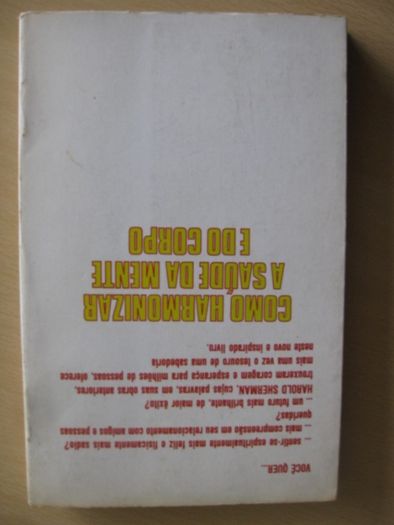 VOCÊ QUER...
... sentir-se espiritualmente mais feliz e fisicamente mais sadio?
... mais compreensão em seu relacionamento com amigos e pessoas
queridas?
... um futuro mais brilhante, de maior êxito?
HAROLD SHERMAN, cujas palavras, em suas obras anteriores,
trouxeram coragem e esperança para milhões de pessoas, oferece
mais uma vez o tesouro de uma sabedoria
neste novo e inspirado livro.
COMO HARMONIZAR
A SAÚDE DA MENTE
E DO CORPO